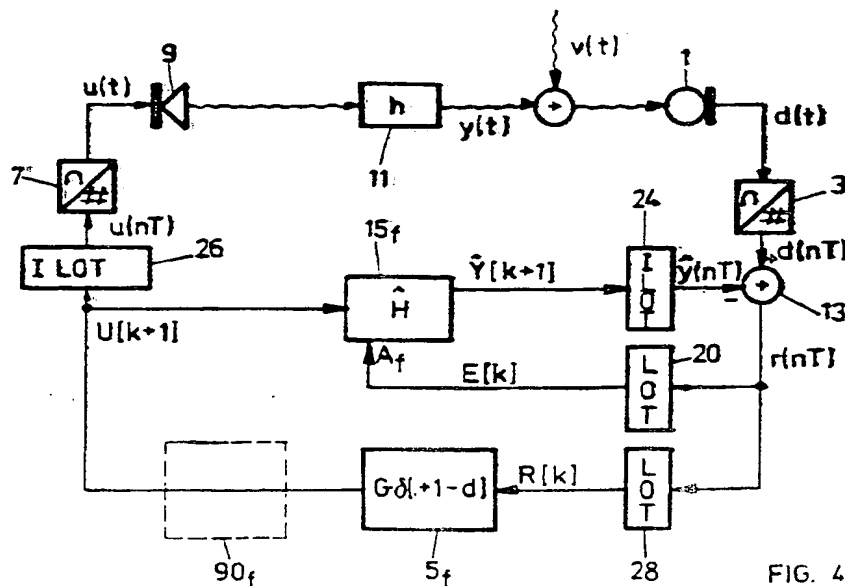 9
v(t)
1
u(t)
h
y(t)
+
d(t)
7
11
3
u(nT)
24
d(nT)
26
15f
I LOT
Ŷ[k+1]
I LOT
ŷ(nT)
+
-
13
Ĥ
U[k+1]
Af
20
r(nT)
E[k]
LOT
Gδ[.+1-d]
R[k]
LOT
90f
5f
28
FIG. 4